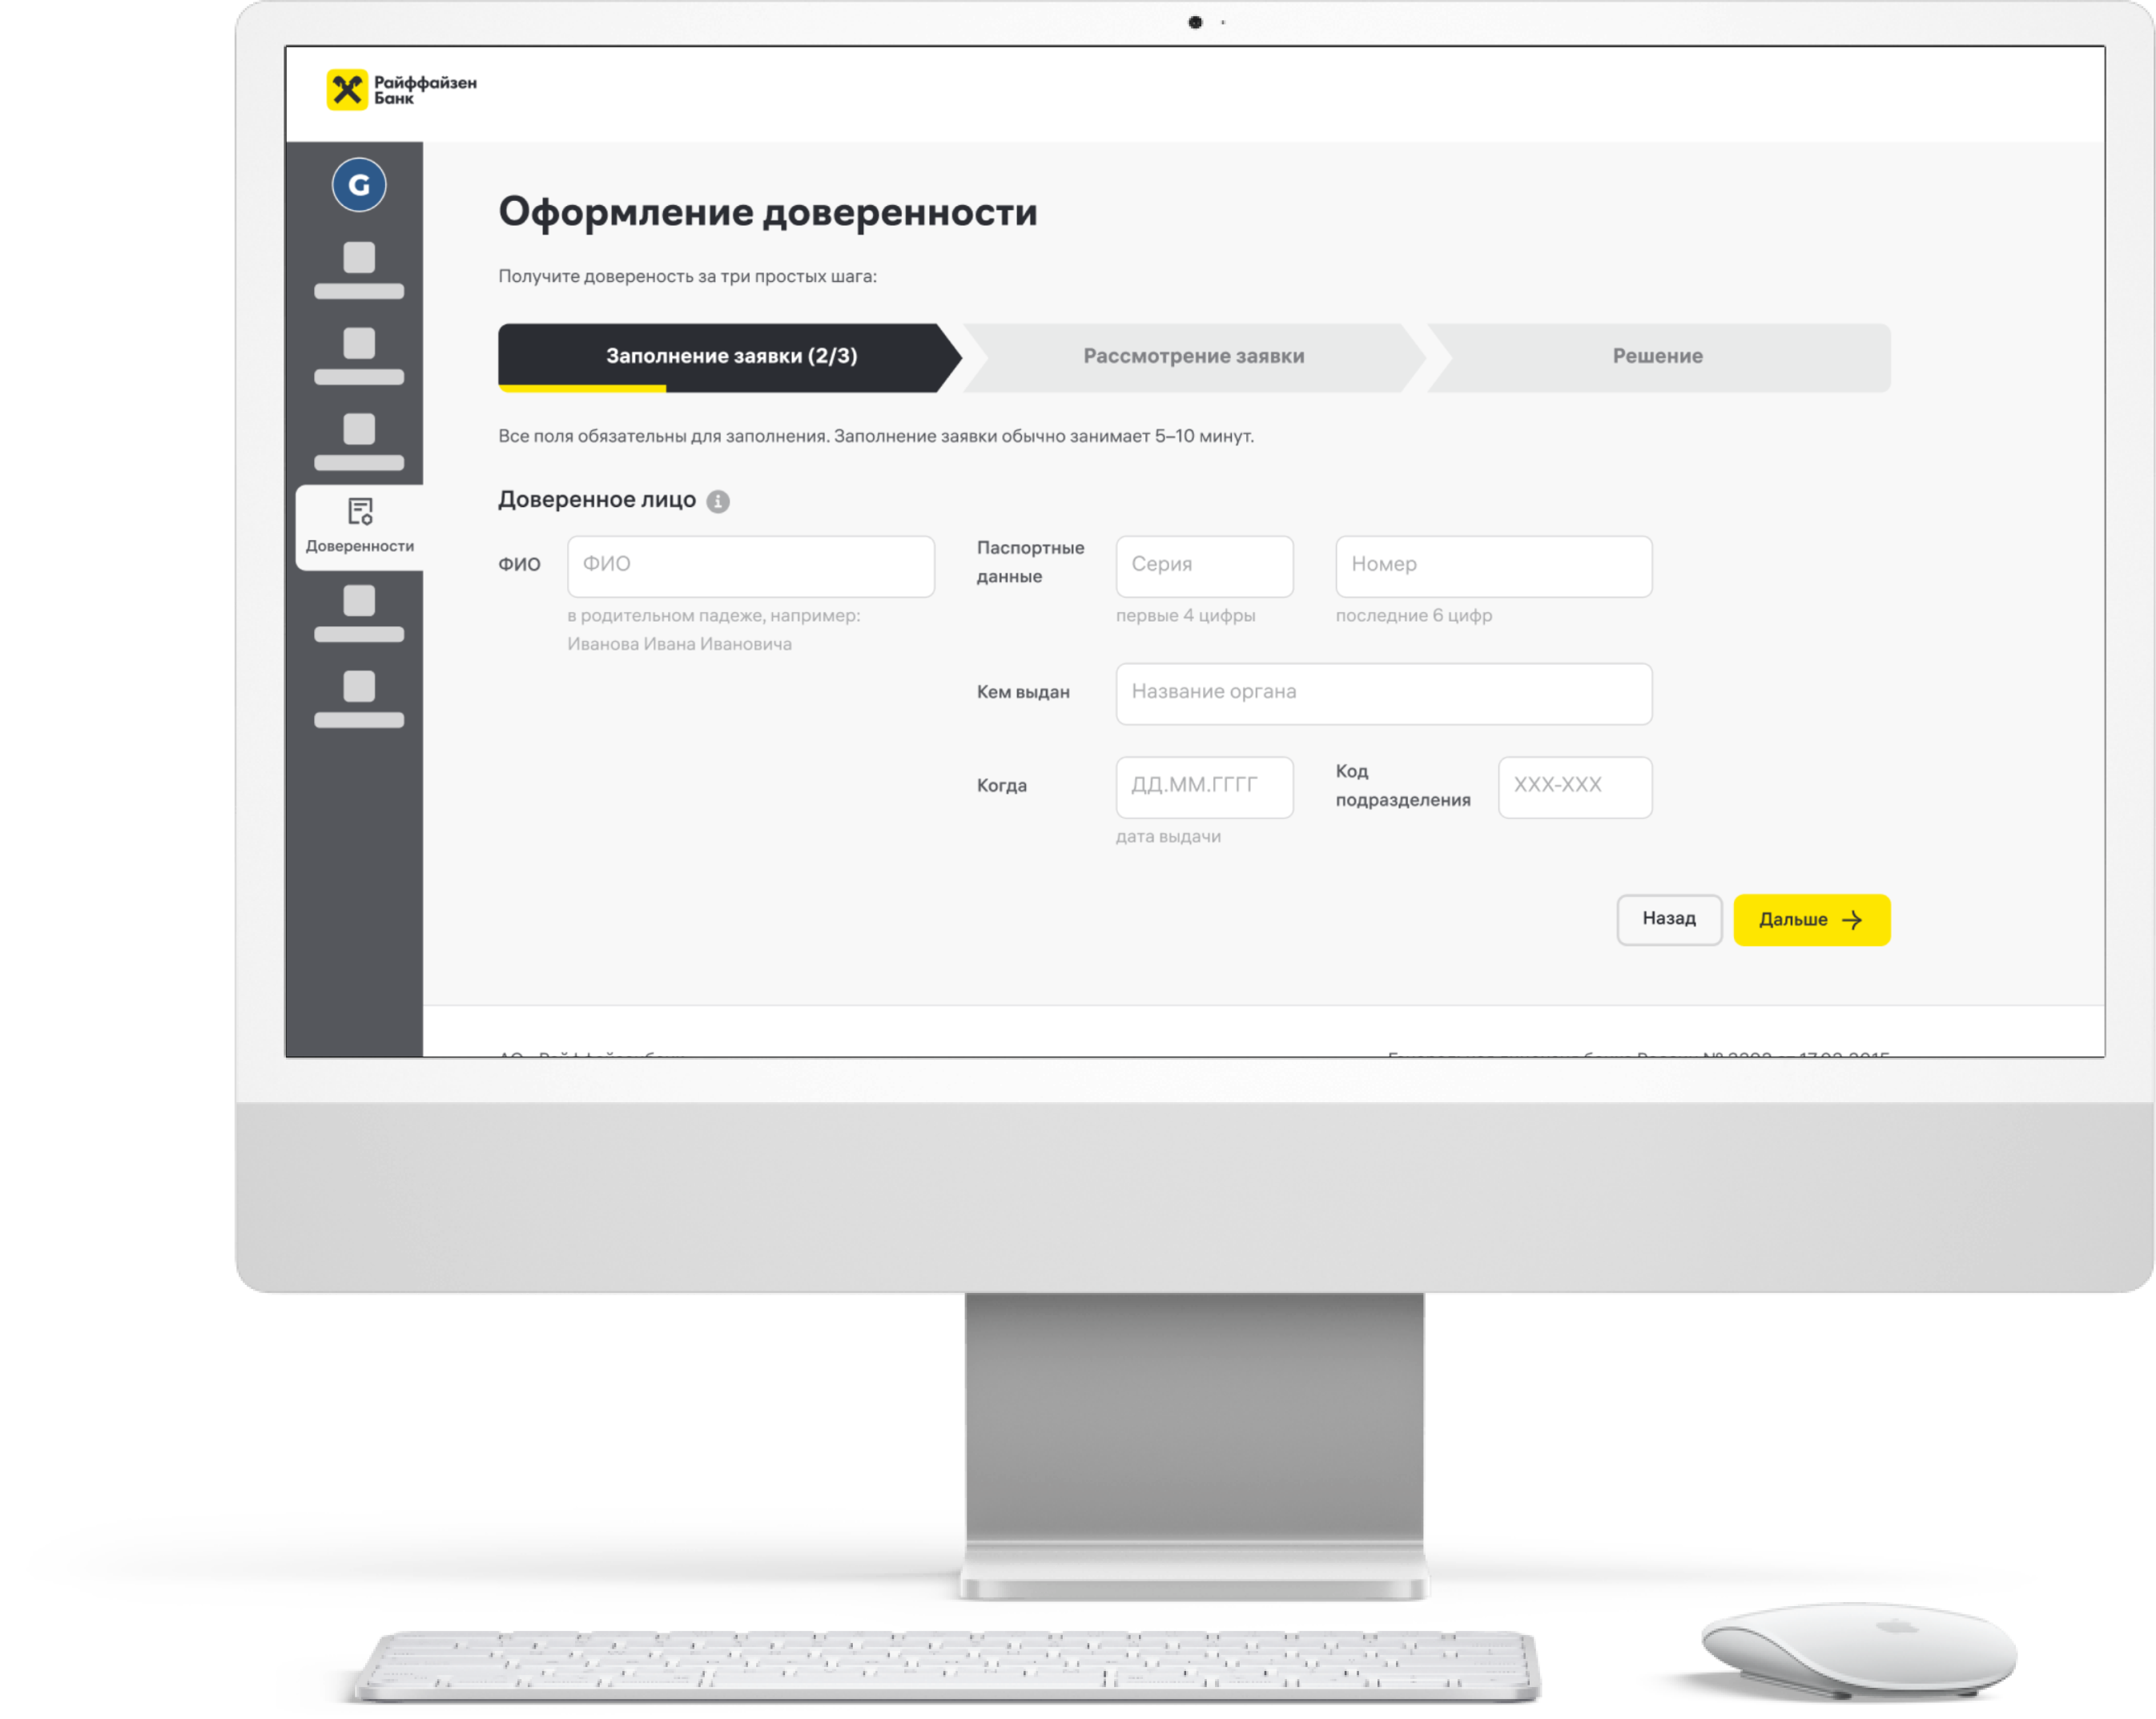 Райффайзен
Банк
G
Оформление доверенности
Получите довереность за три простых шага:
Заполнение заявки (2/3)
Рассмотрение заявки
Решение
Все поля обязательны для заполнения. Заполнение заявки обычно занимает 5–10 минут.
Доверенное лицо
Доверенности
ФИО
ФИО
в родительном падеже, например:
Иванова Ивана Ивановича
Паспортные
данные
Серия
первые 4 цифры
Номер
последние 6 цифр
Кем выдан
Название органа
Когда
ДД.ММ.ГГГГ
дата выдачи
Код
подразделения
XXX-XXX
Назад
Дальше